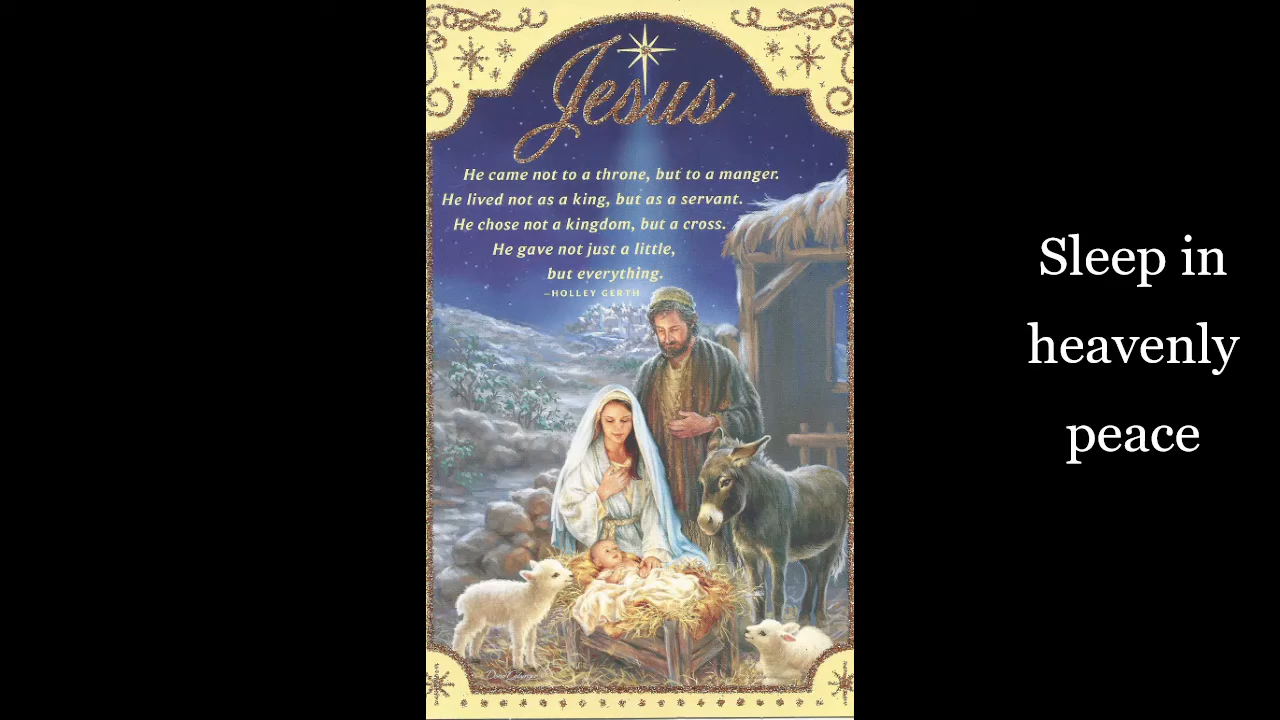 Jesus
He came not to a throne, but to a manger.
He lived not as a king, but as a servant.
He chose not a kingdom, but a cross.
He gave not just a little,
but everything.
–HOLLEY GERTH
Sleep in
heavenly
peace